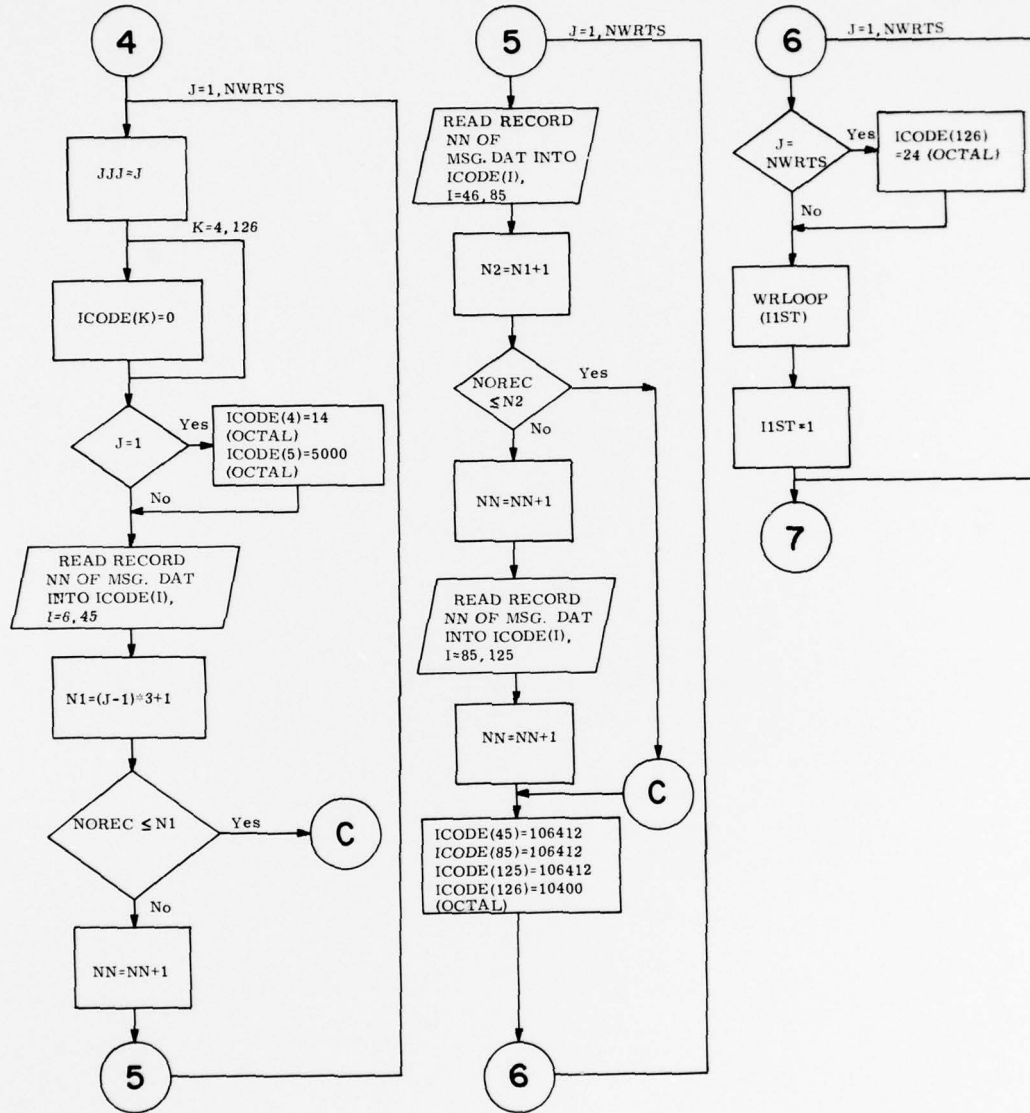 4
J=1, NWRTS
JJJ=J
K=4, 126
ICODE(K)=0
J=1
Yes
ICODE(4)=14
(OCTAL)
ICODE(5)=5000
(OCTAL)
No
READ RECORD
NN OF MSG. DAT
INTO ICODE(I),
I=6, 45
N1=(J-1)*3+1
NOREC ≤ N1
Yes
C
No
NN=NN+1
5
5
J=1, NWRTS
READ RECORD
NN OF
MSG. DAT INTO
ICODE(I),
I=46, 85
N2=N1+1
NOREC
≤ N2
Yes
No
NN=NN+1
READ RECORD
NN OF MSG. DAT
INTO ICODE(I),
I=85, 125
NN=NN+1
C
ICODE(45)=106412
ICODE(85)=106412
ICODE(125)=106412
ICODE(126)=10400
(OCTAL)
6
6
J=1, NWRTS
J=
NWRTS
Yes
ICODE(126)
=24 (OCTAL)
No
WRLOOP
(I1ST)
I1ST=1
7